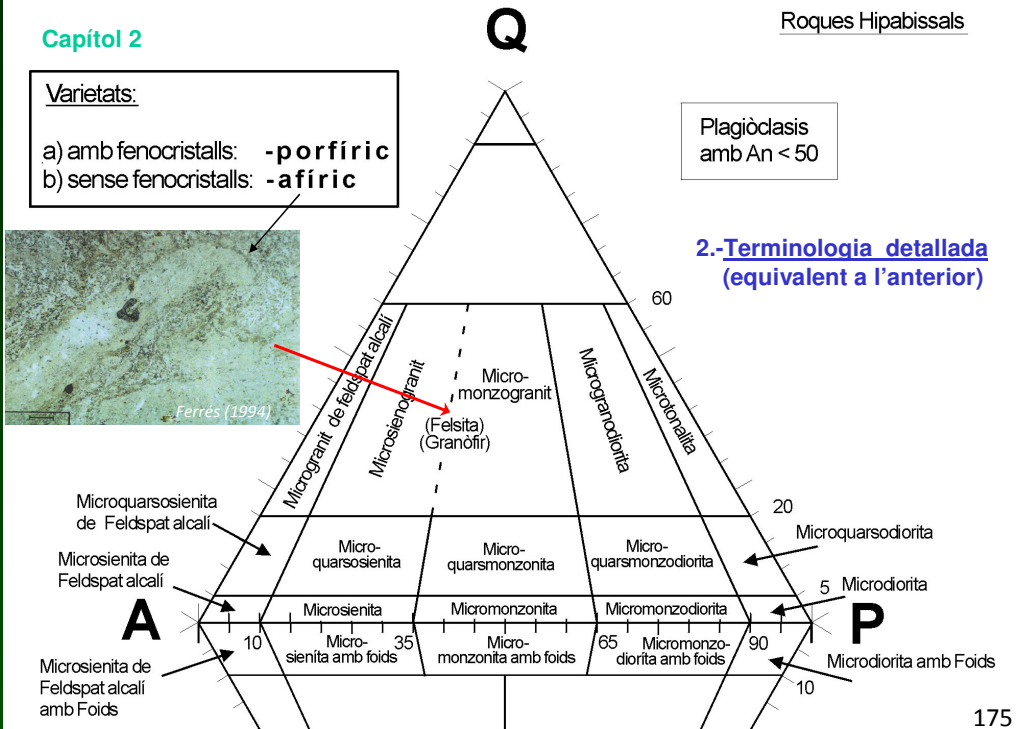 Capítol 2
Q
Roques Hipabissals
Varietats:
a) amb fenocristalls: -porfíric
b) sense fenocristalls: -afíric
Plagiòclasis
amb An < 50
2.-Terminologia detallada
(equivalent a l'anterior)
Ferrés (1994)
60
Microgranit de feldspat alcalí
Microsienogranit
Micro-
monzogranit
(Felsita)
(Granòfir)
Microgranodiorita
Microtonalita
Microquarsosienita
de Feldspat alcalí
20
Microquarsodiorita
Micro-
quarsosienita
Micro-
quarsmonzonita
Micro-
quarsmonzodiorita
Microsienita de
Feldspat alcalí
Microdiorita
5
Microsienita
Micromonzonita
Micromonzodiorita
A
P
10
35
65
90
Micro-
sieníta amb foids
Micro-
monzonita amb foids
Micromonzo-
diorita amb foids
Microsienita de
Feldspat alcalí
amb Foids
Microdiorita amb Foids
10
175